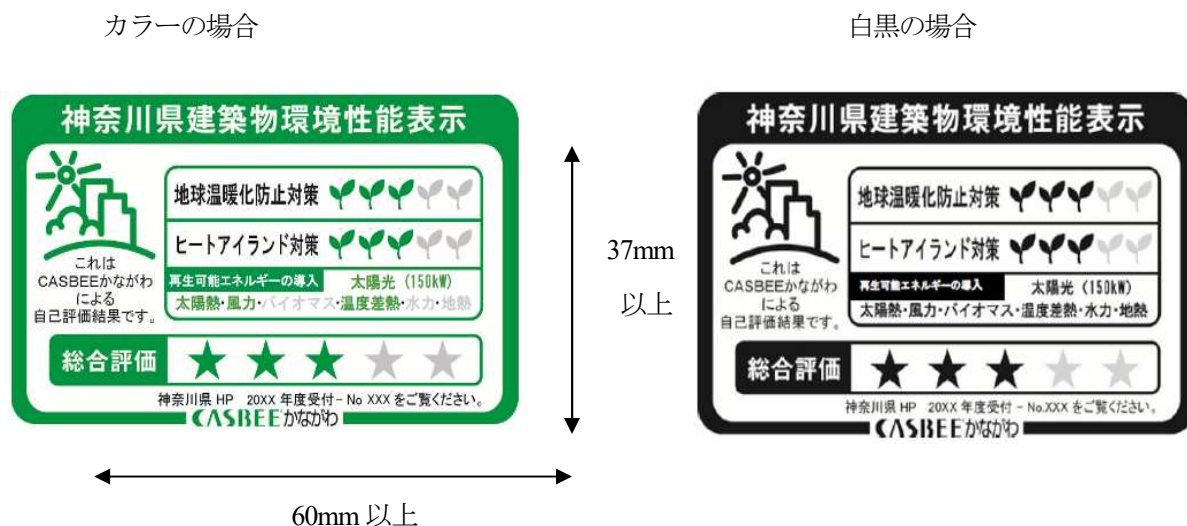 カラーの場合
白黒の場合
神奈川県建築物環境性能表示
地球温暖化防止対策
ヒートアイランド対策
これは
CASBEEかながわ
による
自己評価結果です。
再生可能エネルギーの導入 太陽光（150kW）
太陽熱・風力・バイオマス・温度差熱・水力・地熱
総合評価 ★★★★★
神奈川県 HP 20XX 年度受付 - No XXX をご覧ください。
CASBEE かながわ
37mm
以上
60mm 以上
神奈川県建築物環境性能表示
地球温暖化防止対策
ヒートアイランド対策
これは
CASBEEかながわ
による
自己評価結果です。
再生可能エネルギーの導入 太陽光（150kW）
太陽熱・風力・バイオマス・温度差熱・水力・地熱
総合評価 ★★★★★
神奈川県 HP 20XX 年度受付 - No.XXX をご覧ください。
CASBEE かながわ